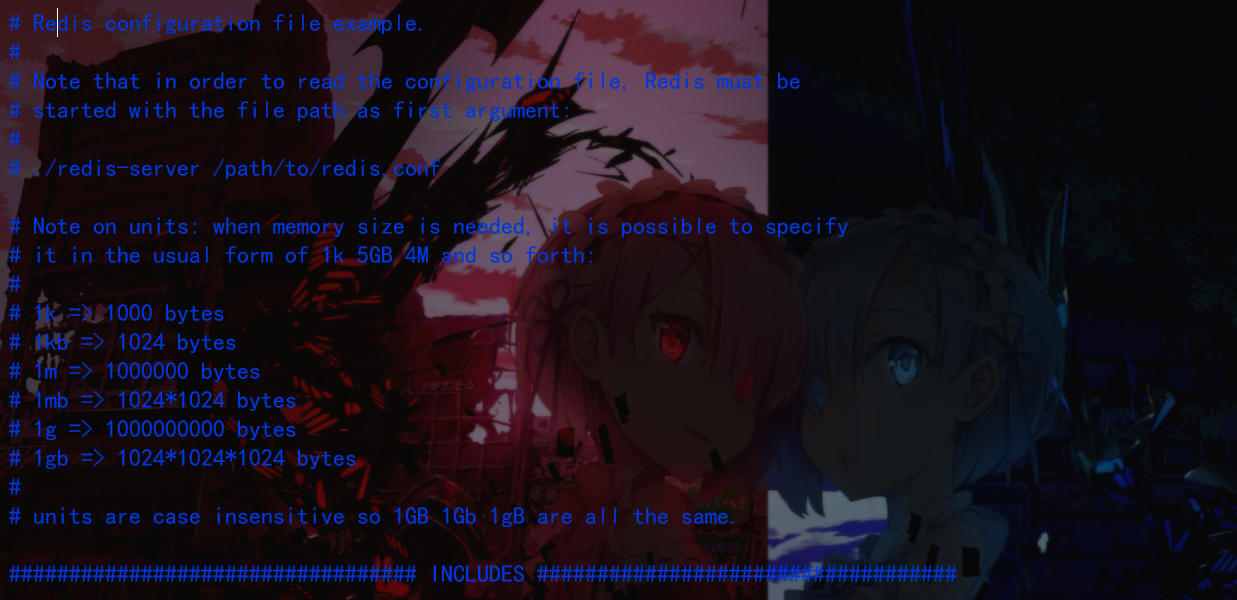 # Redis configuration file example.
#
# Note that in order to read the configuration file, Redis must be
# started with the file path as first argument:
#
# ./redis-server /path/to/redis.conf
# Note on units: when memory size is needed, it is possible to specify
# it in the usual form of 1k 5GB 4M and so forth:
#
# 1k => 1000 bytes
# 1kb => 1024 bytes
# 1m => 1000000 bytes
# 1mb => 1024*1024 bytes
# 1g => 1000000000 bytes
# 1gb => 1024*1024*1024 bytes
#
# units are case insensitive so 1GB 1Gb 1gB are all the same.
################################## INCLUDES ###################################